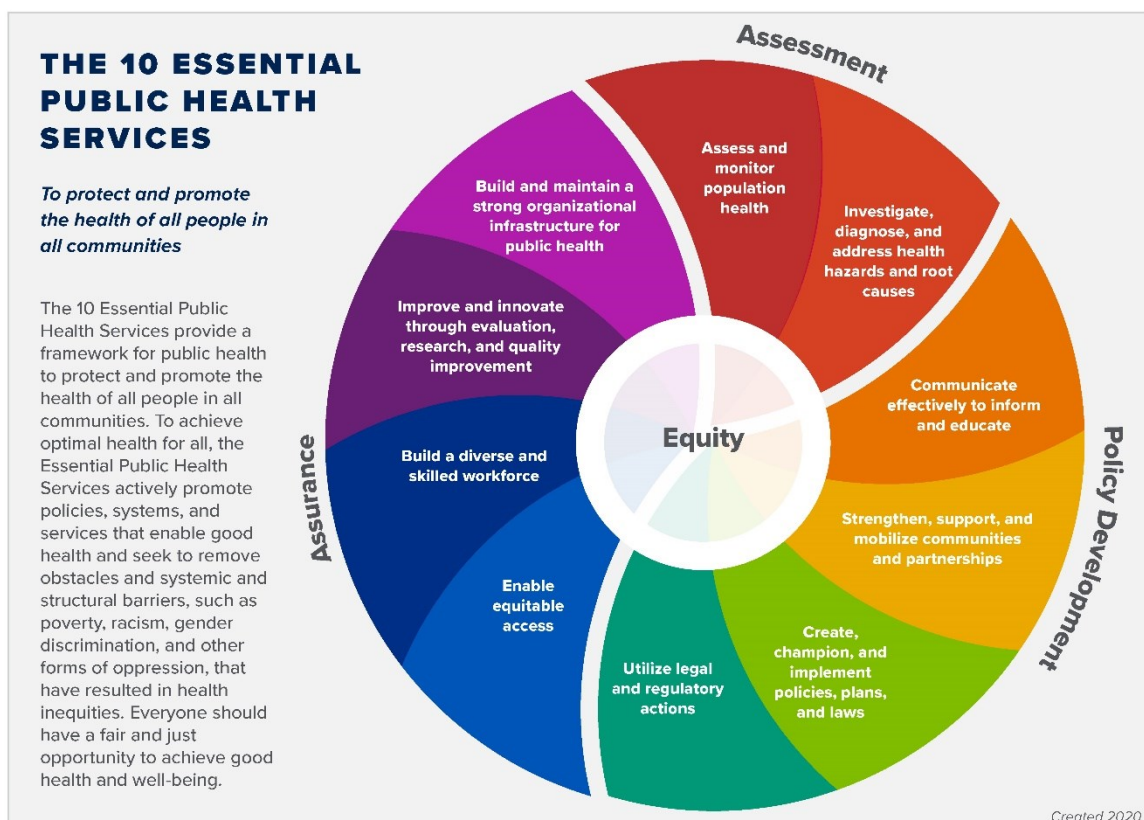 THE 10 ESSENTIAL
PUBLIC HEALTH
SERVICES
To protect and promote
the health of all people in
all communities
The 10 Essential Public
Health Services provide a
framework for public health
to protect and promote the
health of all people in all
communities. To achieve
optimal health for all, the
Essential Public Health
Services actively promote
policies, systems, and
services that enable good
health and seek to remove
obstacles and systemic and
structural barriers, such as
poverty, racism, gender
discrimination, and other
forms of oppression, that
have resulted in health
inequities. Everyone should
have a fair and just
opportunity to achieve good
health and well-being.
Assessment
Assess and
monitor
population
health
Investigate,
diagnose, and
address health
hazards and root
causes
Policy Development
Communicate
effectively to inform
and educate
Strengthen, support, and
mobilize communities
and partnerships
Create,
champion, and
implement
policies, plans,
and laws
Utilize legal
and regulatory
actions
Assurance
Enable
equitable
access
Build a diverse and
skilled workforce
Improve and innovate
through evaluation,
research, and quality
improvement
Build and maintain a
strong organizational
infrastructure for
public health
Equity
Created 2020